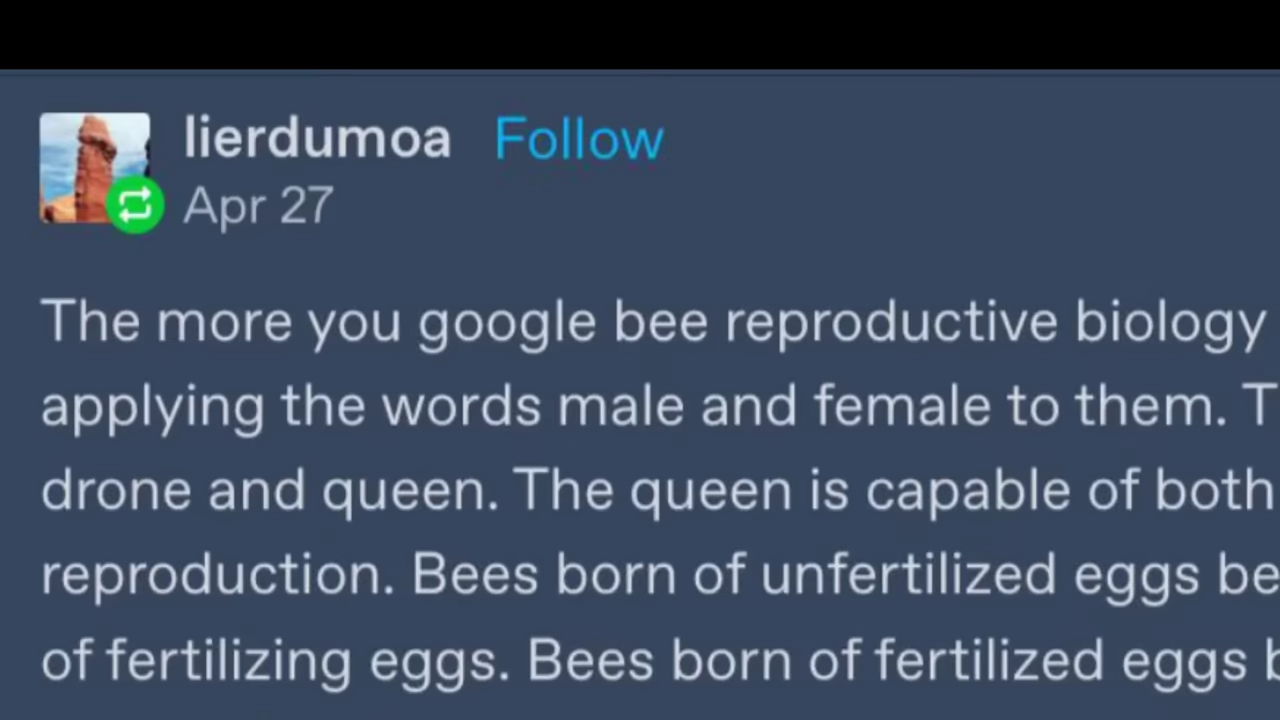 lierdumoa Follow
Apr 27
The more you google bee reproductive biology
applying the words male and female to them. T
drone and queen. The queen is capable of both
reproduction. Bees born of unfertilized eggs be
of fertilizing eggs. Bees born of fertilized eggs b